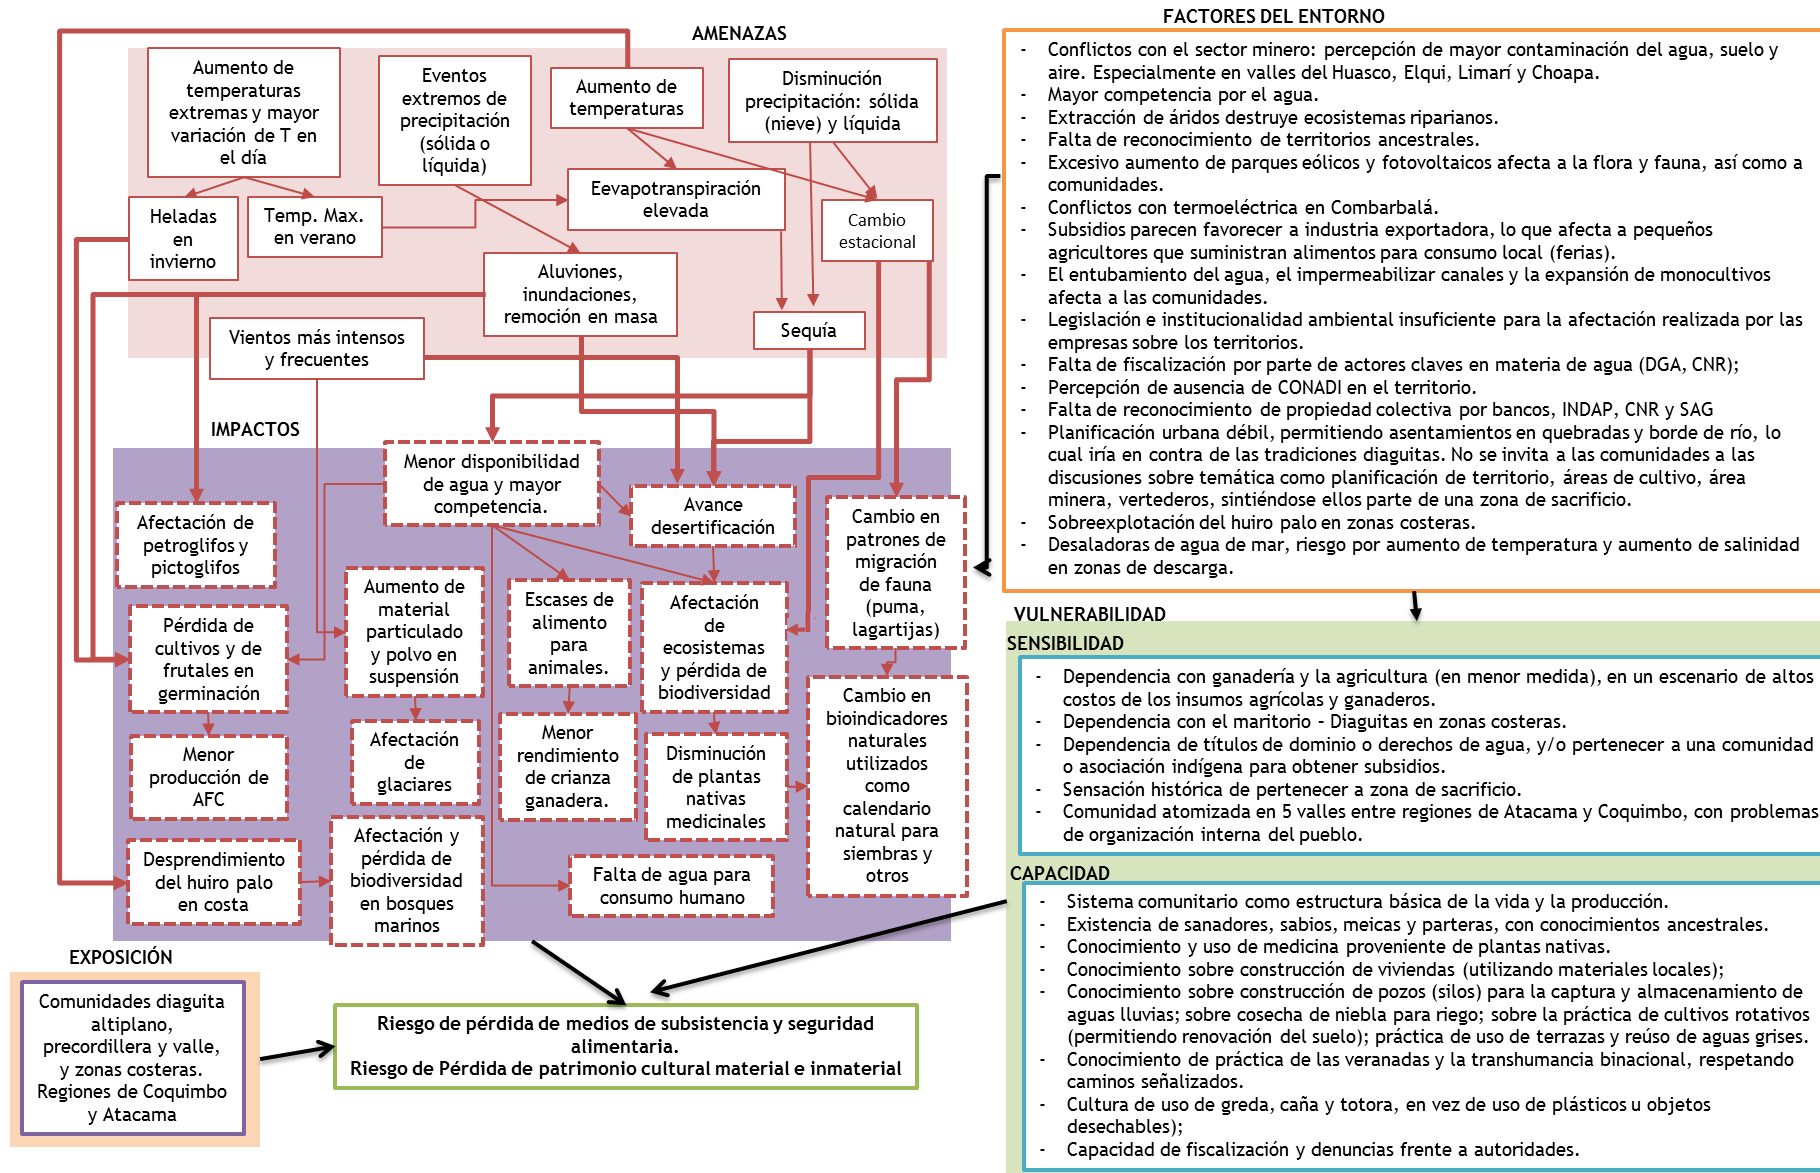 AMENAZAS
Aumento de
temperaturas
extremas y mayor
variación de T en
el día
Eventos
extremos de
precipitación
(sólida o
líquida)
Aumento de
temperaturas
Disminución
precipitación: sólida
(nieve) y líquida
Heladas
en
invierno
Temp. Max.
en verano
Eevapotranspiración
elevada
Cambio
estacional
Aluviones,
inundaciones,
remoción en masa
Sequía
Vientos más intensos
y frecuentes
IMPACTOS
Menor disponibilidad
de agua y mayor
competencia.
Avance
desertificación
Cambio en
patrones de
migración
de fauna
(puma,
lagartijas)
Afectación de
petroglifos y
pictoglifos
Aumento de
material
particulado
y polvo en
suspensión
Escases de
alimento
para
animales.
Afectación
de
ecosistemas
y pérdida de
biodiversidad
Pérdida de
cultivos y de
frutales en
germinación
Cambio en
bioindicadores
naturales
utilizados
como
calendario
natural para
siembras y
otros
Menor
producción de
AFC
Afectación
de
glaciares
Menor
rendimiento
de crianza
ganadera.
Disminución
de plantas
nativas
medicinales
Desprendimiento
del huiro palo
en costa
Afectación y
pérdida de
biodiversidad
en bosques
marinos
Falta de agua para
consumo humano
EXPOSICIÓN
Comunidades diaguita
altiplano,
precordillera y valle,
y zonas costeras.
Regiones de Coquimbo
y Atacama
Riesgo de pérdida de medios de subsistencia y seguridad
alimentaria.
Riesgo de Pérdida de patrimonio cultural material e inmaterial
FACTORES DEL ENTORNO
- Conflictos con el sector minero: percepción de mayor contaminación del agua, suelo y
aire. Especialmente en valles del Huasco, Elqui, Limarí y Choapa.
- Mayor competencia por el agua.
- Extracción de áridos destruye ecosistemas riparianos.
- Falta de reconocimiento de territorios ancestrales.
- Excesivo aumento de parques eólicos y fotovoltaicos afecta a la flora y fauna, así como a
comunidades.
- Conflictos con termoeléctrica en Combarbalá.
- Subsidios parecen favorecer a industria exportadora, lo que afecta a pequeños
agricultores que suministran alimentos para consumo local (ferias).
- El entubamiento del agua, el impermeabilizar canales y la expansión de monocultivos
afecta a las comunidades.
- Legislación e institucionalidad ambiental insuficiente para la afectación realizada por las
empresas sobre los territorios.
- Falta de fiscalización por parte de actores claves en materia de agua (DGA, CNR);
- Percepción de ausencia de CONADI en el territorio.
- Falta de reconocimiento de propiedad colectiva por bancos, INDAP, CNR y SAG
- Planificación urbana débil, permitiendo asentamientos en quebradas y borde de río, lo
cual iría en contra de las tradiciones diaguitas. No se invita a las comunidades a las
discusiones sobre temática como planificación de territorio, áreas de cultivo, área
minera, vertederos, sintiéndose ellos parte de una zona de sacrificio.
- Sobreexplotación del huiro palo en zonas costeras.
- Desaladoras de agua de mar, riesgo por aumento de temperatura y aumento de salinidad
en zonas de descarga.
VULNERABILIDAD
SENSIBILIDAD
- Dependencia con ganadería y la agricultura (en menor medida), en un escenario de altos
costos de los insumos agrícolas y ganaderos.
- Dependencia con el maritorio – Diaguitas en zonas costeras.
- Dependencia de títulos de dominio o derechos de agua, y/o pertenecer a una comunidad
o asociación indígena para obtener subsidios.
- Sensación histórica de pertenecer a zona de sacrificio.
- Comunidad atomizada en 5 valles entre regiones de Atacama y Coquimbo, con problemas
de organización interna del pueblo.
CAPACIDAD
- Sistema comunitario como estructura básica de la vida y la producción.
- Existencia de sanadores, sabios, meicas y parteras, con conocimientos ancestrales.
- Conocimiento y uso de medicina proveniente de plantas nativas.
- Conocimiento sobre construcción de viviendas (utilizando materiales locales);
- Conocimiento sobre construcción de pozos (silos) para la captura y almacenamiento de
aguas lluvias; sobre cosecha de niebla para riego; sobre la práctica de cultivos rotativos
(permitiendo renovación del suelo); práctica de uso de terrazas y reúso de aguas grises.
- Conocimiento de práctica de las veranadas y la transhumancia binacional, respetando
caminos señalizados.
- Cultura de uso de greda, caña y totora, en vez de uso de plásticos u objetos
desechables);
- Capacidad de fiscalización y denuncias frente a autoridades.